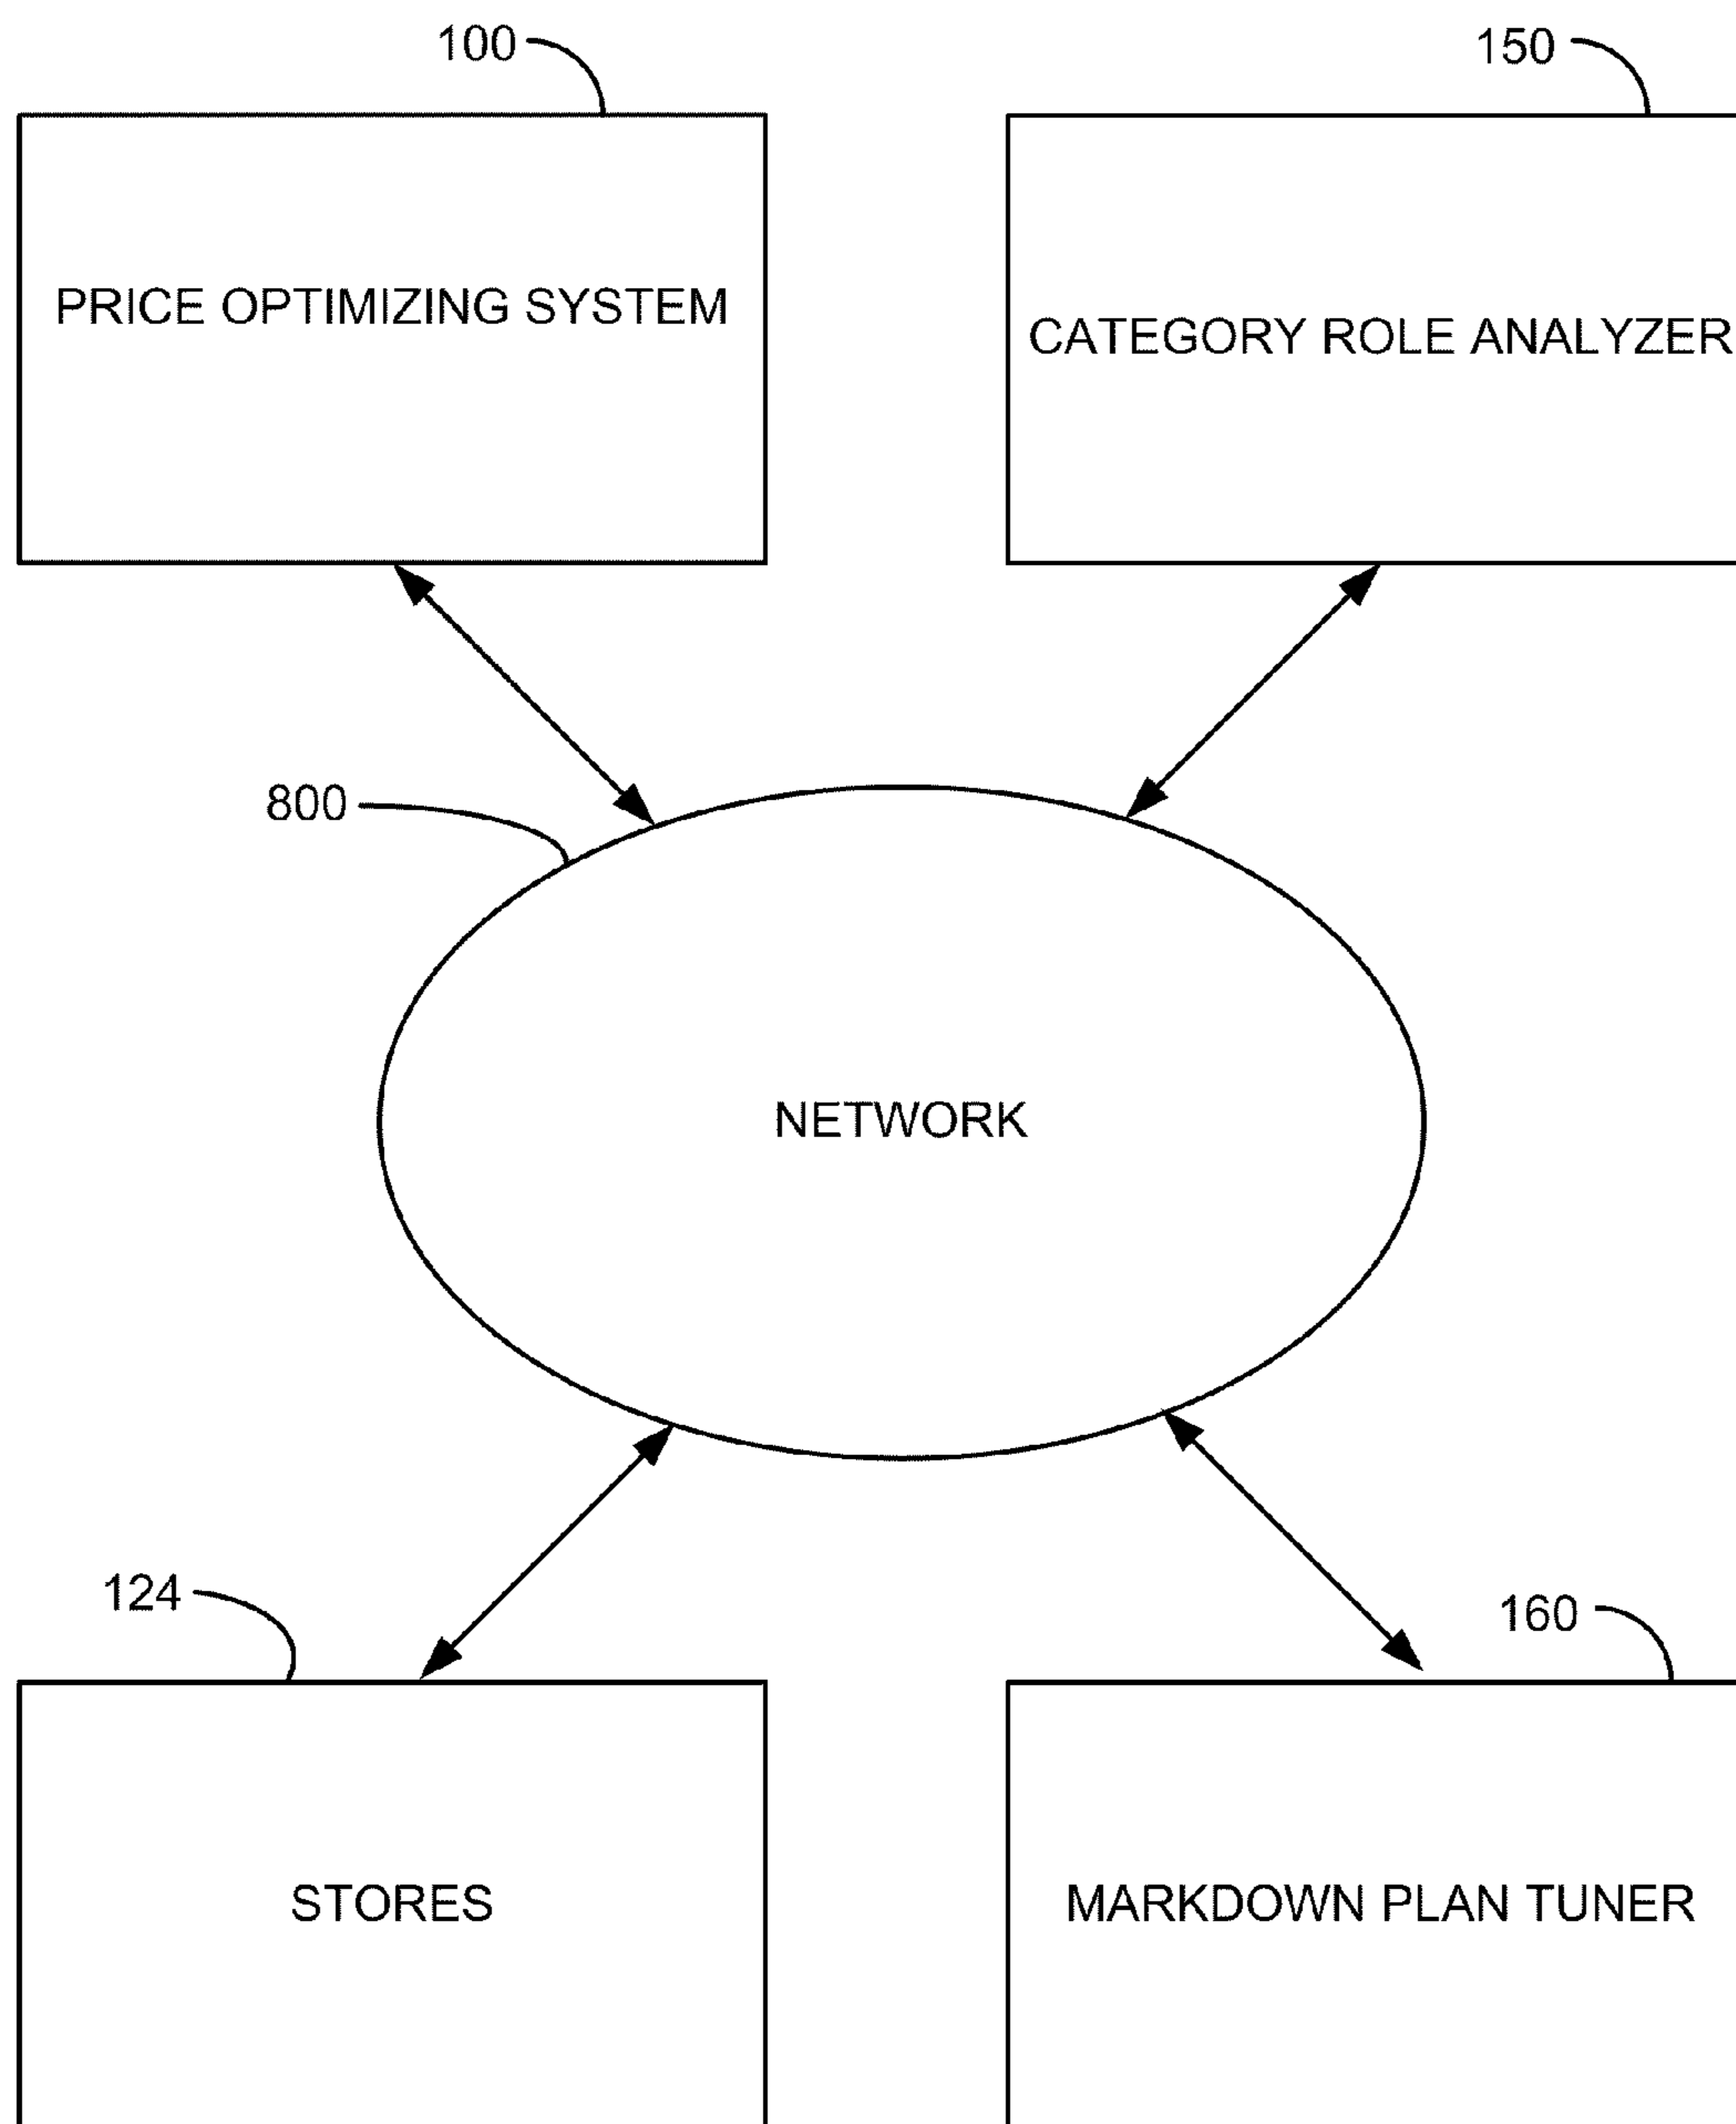 100
150
PRICE OPTIMIZING SYSTEM
CATEGORY ROLE ANALYZER
800
NETWORK
124
160
STORES
MARKDOWN PLAN TUNER